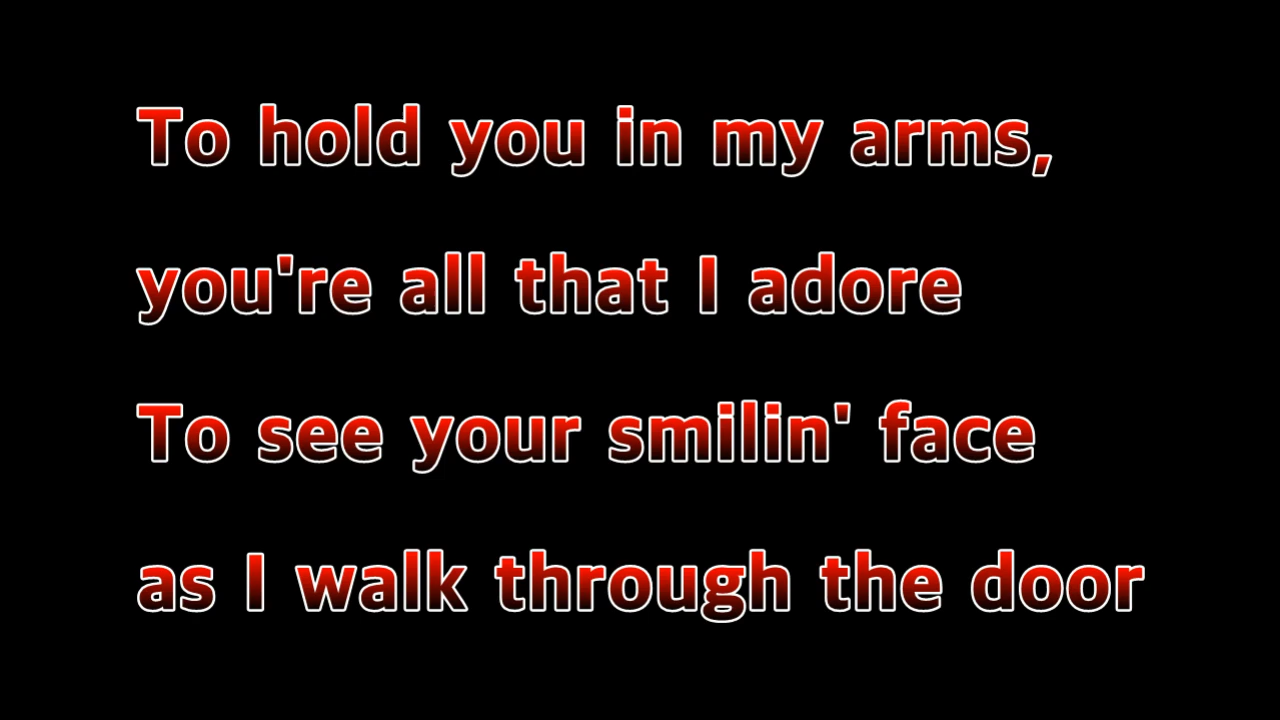 To hold you in my arms,
you're all that I adore
To see your smilin' face
as I walk through the door